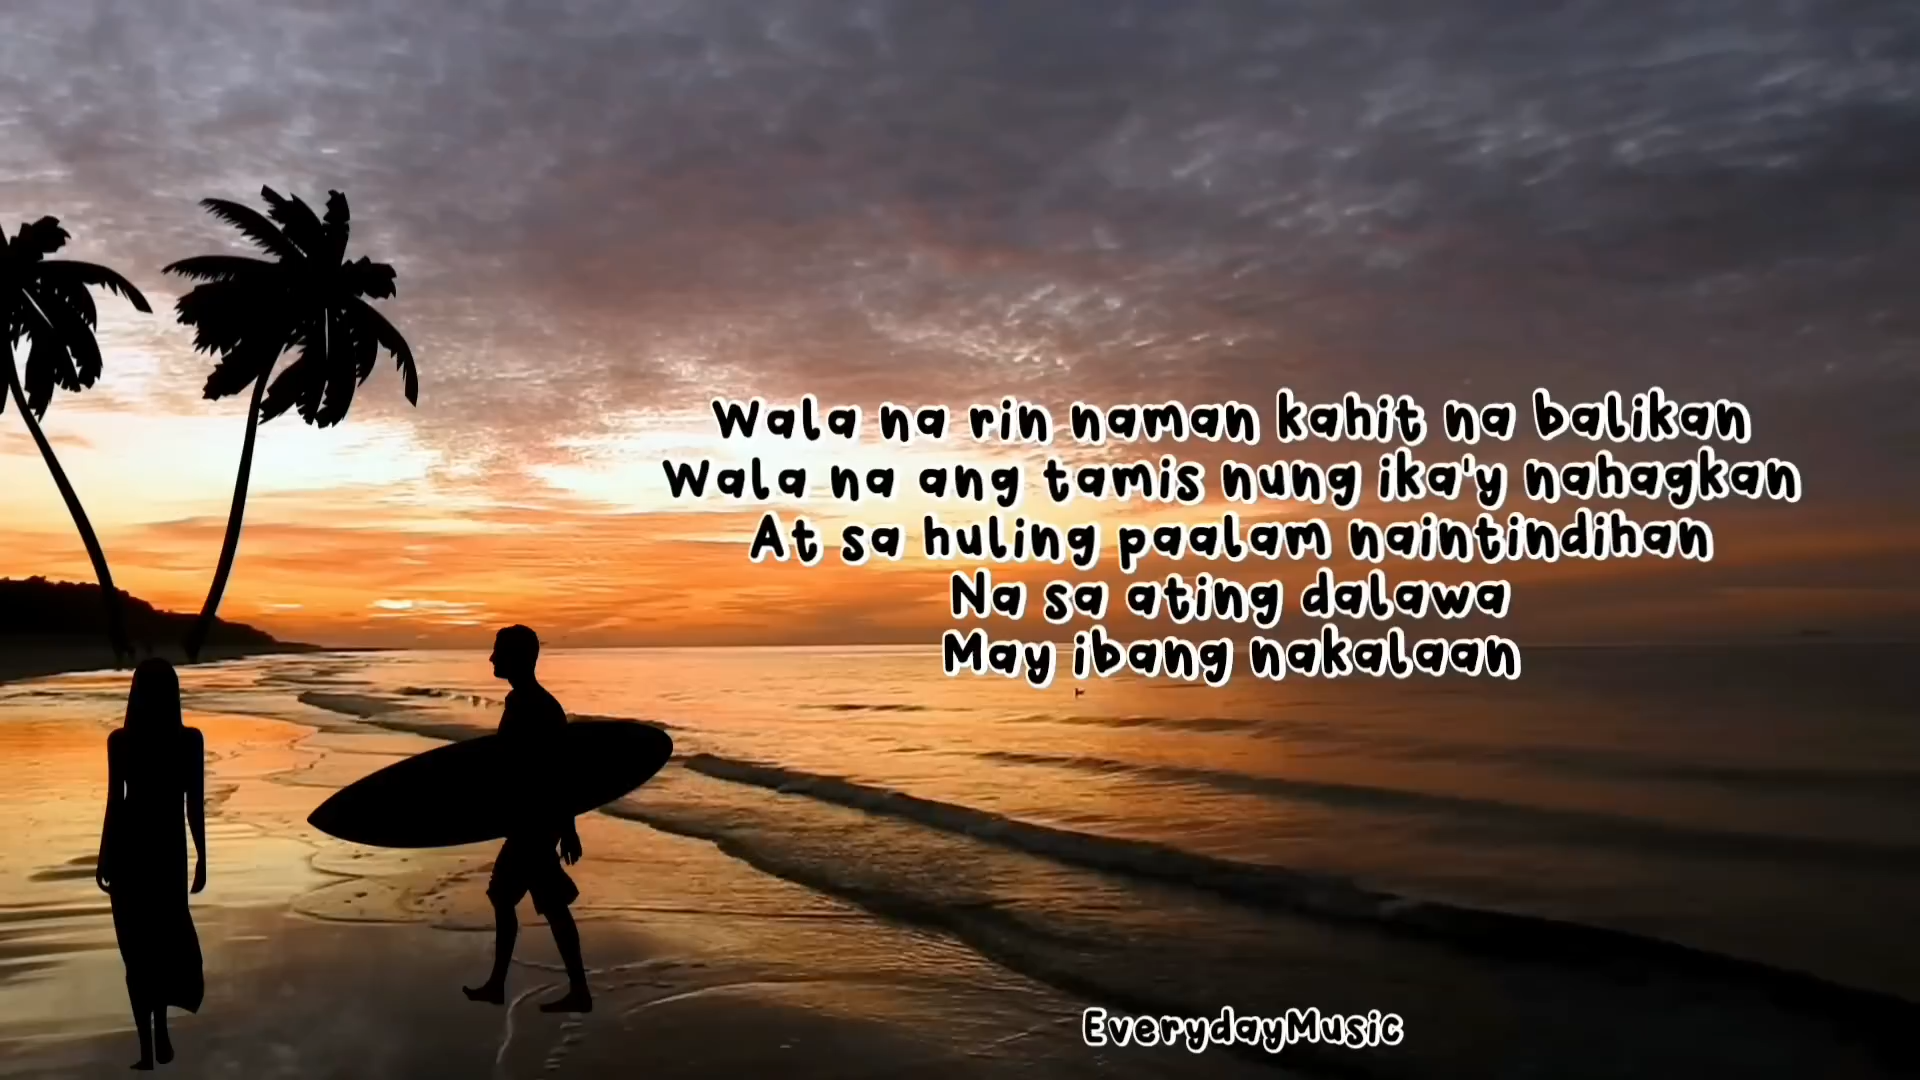 Wala na rin naman kahit na balikan
Wala na ang tamis nung ika'y nahagkan
At sa huling paalam naintindihan
Na sa ating dalawa
May ibang nakalaan
EverydayMusic